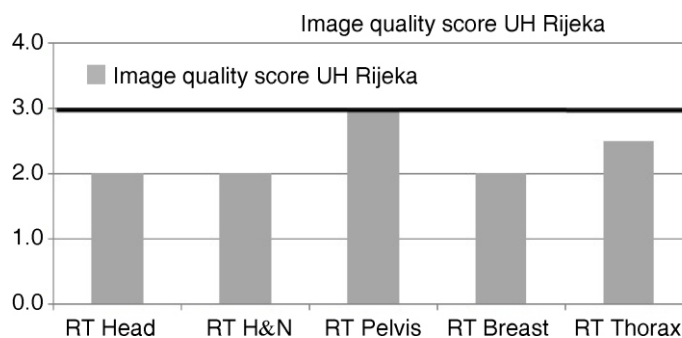 Image quality score UH Rijeka
4.0
Image quality score UH Rijeka
3.0
2.0
1.0
0.0
RT Head RT H&N RT Pelvis RT Breast RT Thorax